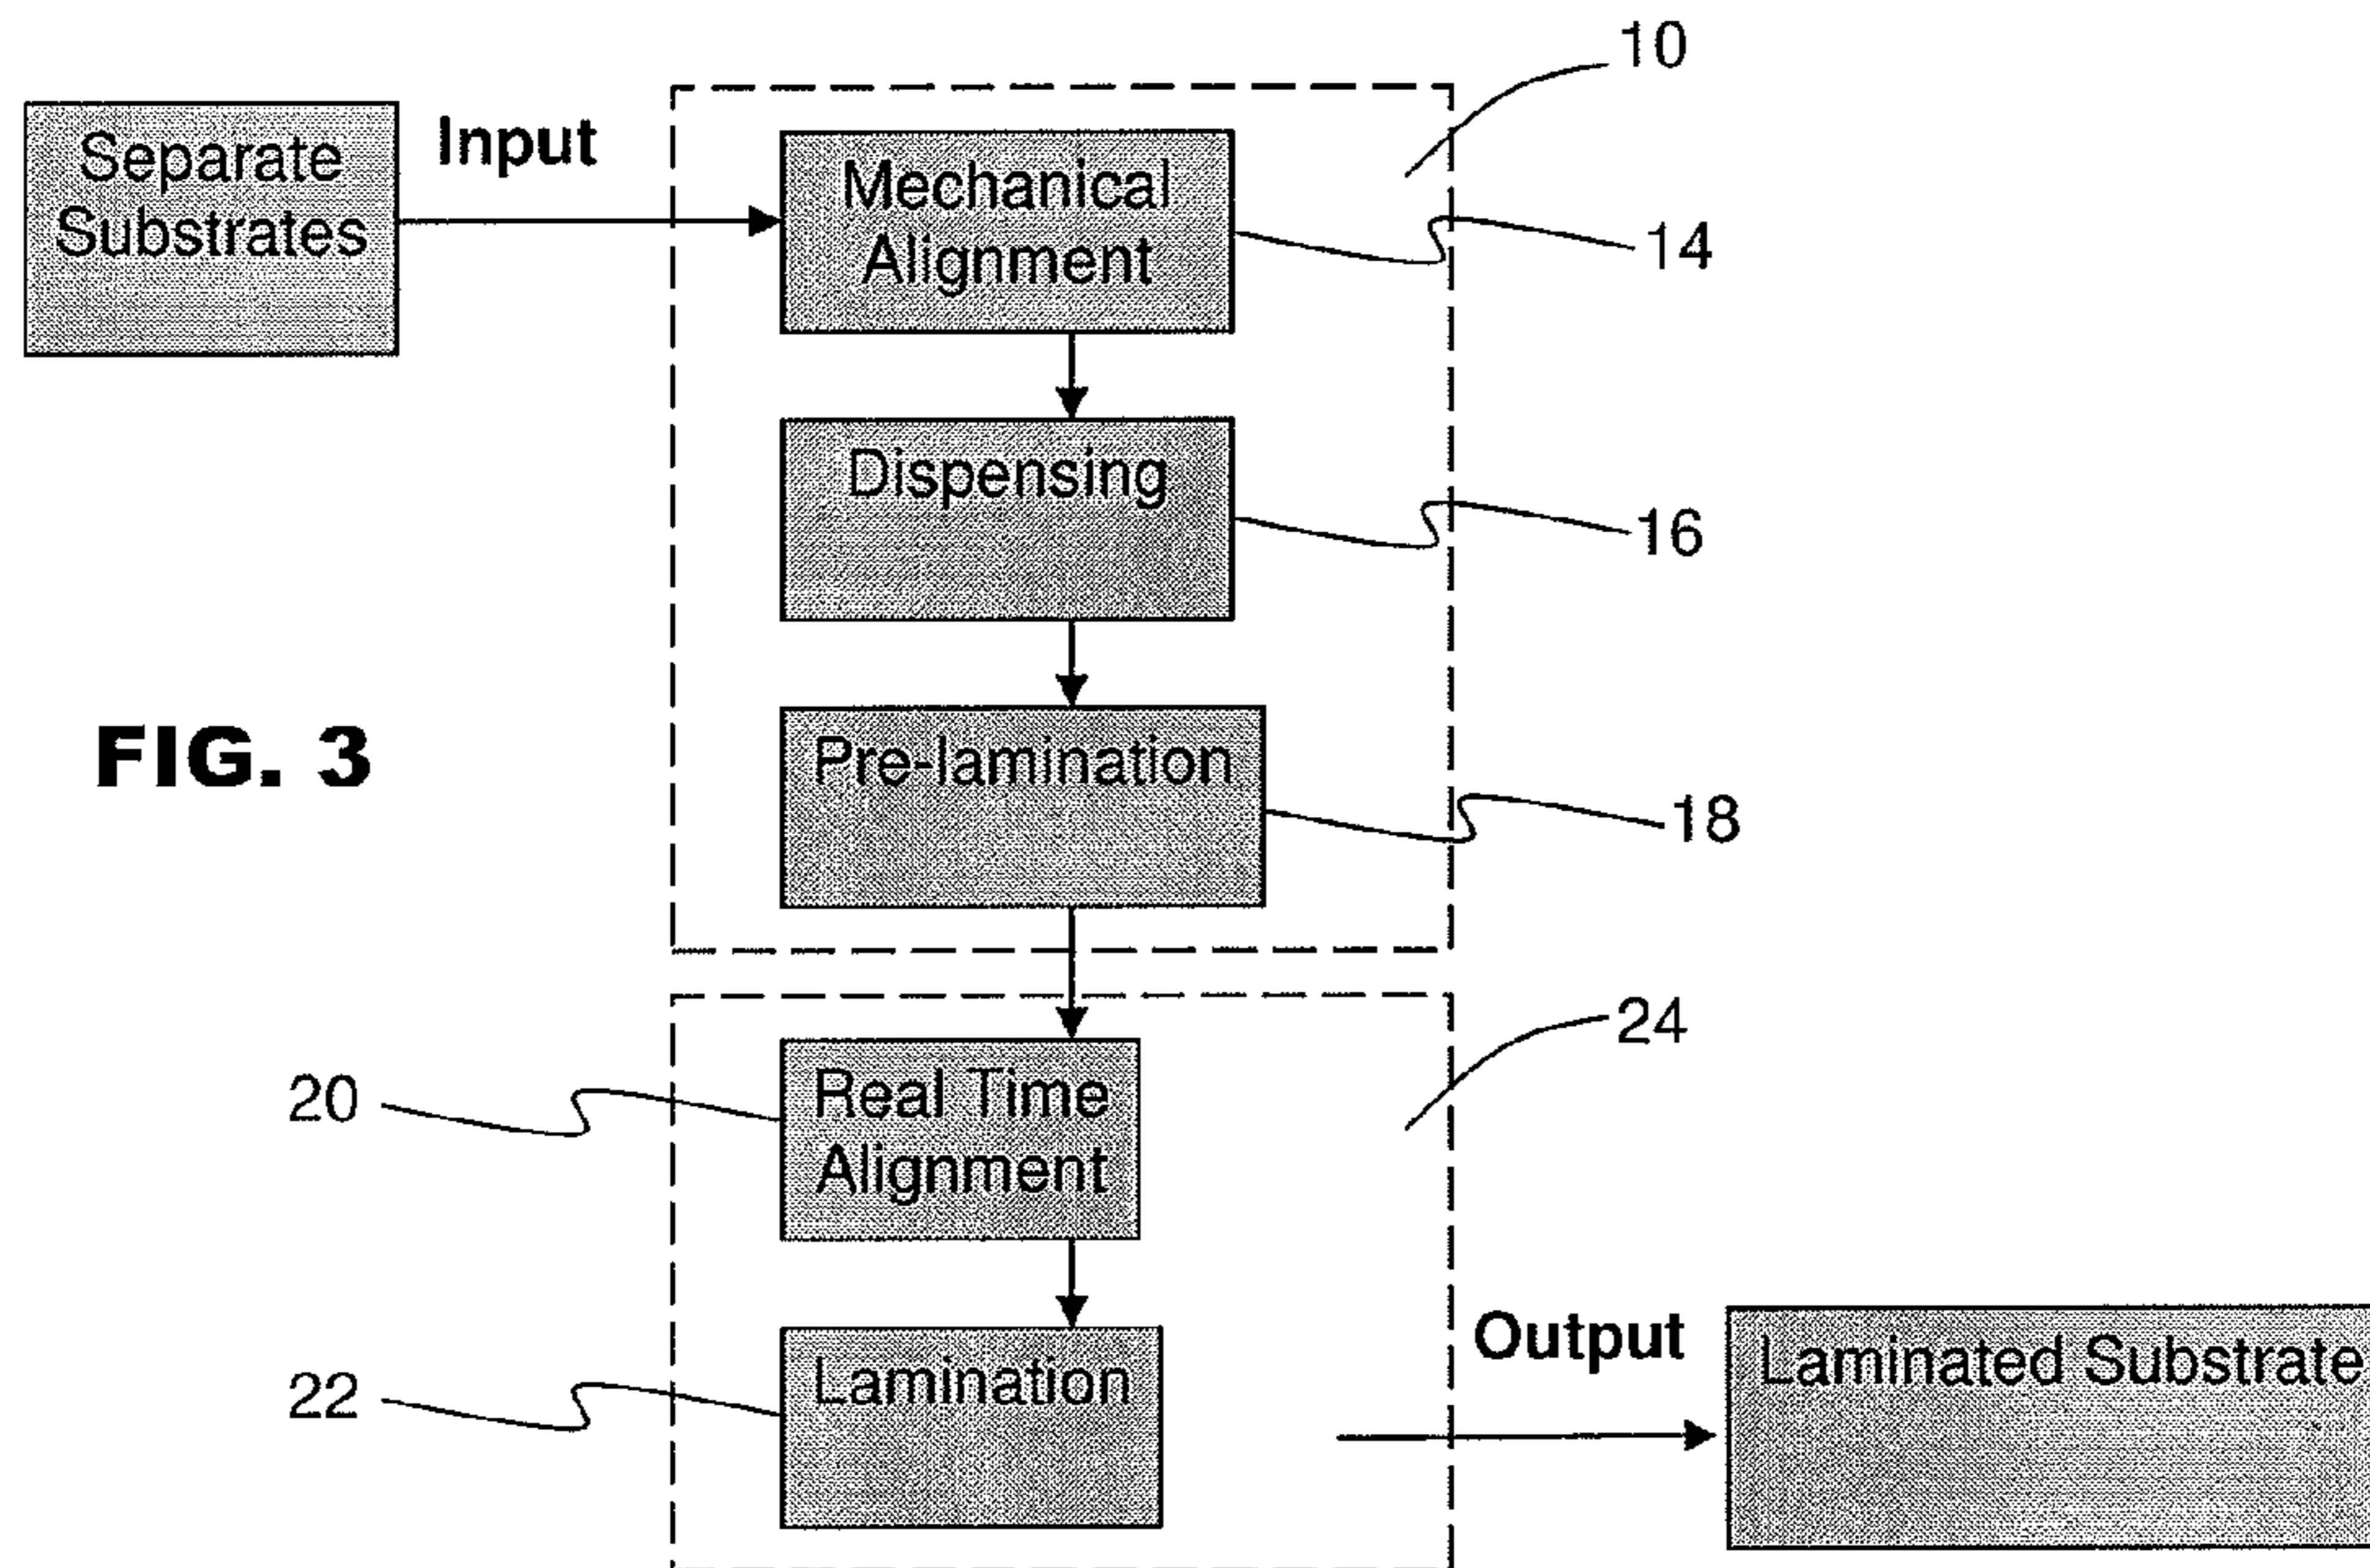 10
Separate
Substrates
Input
Mechanical
Alignment
14
Dispensing
16
FIG. 3
Pre-lamination
18
24
20
Real Time
Alignment
22
Lamination
Output
Laminated Substrate